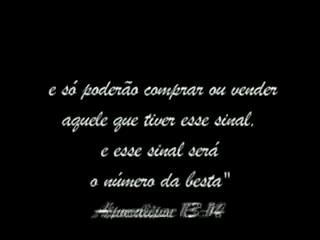 e só poderão comprar ou vender
aquele que tiver esse sinal,
e esse sinal será
o número da besta"